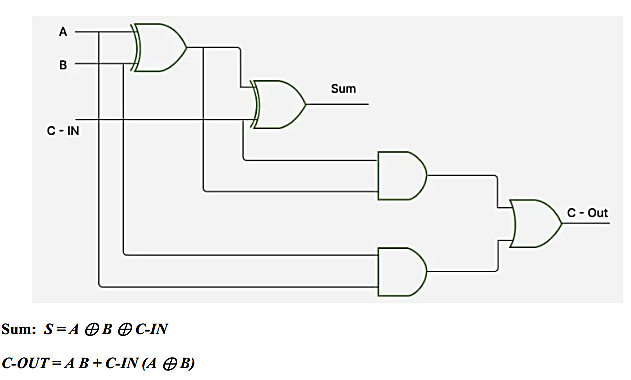 A
B
C - IN
Sum
C - Out
Sum: S = A ⊕ B ⊕ C-IN
C-OUT = A B + C-IN (A ⊕ B)